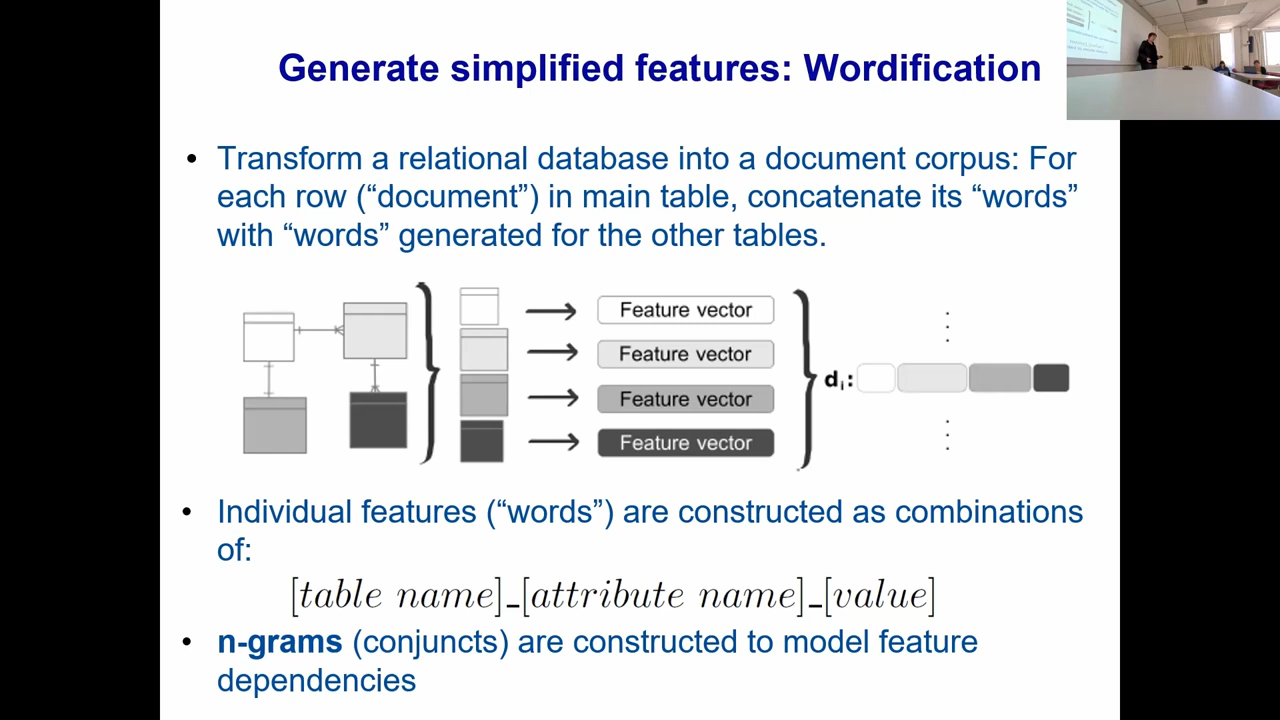 Generate simplified features: Wordification
• Transform a relational database into a document corpus: For
each row (“document”) in main table, concatenate its “words”
with “words” generated for the other tables.
Feature vector
Feature vector
Feature vector
Feature vector
di:
• Individual features (“words”) are constructed as combinations
of:
[table name]_[attribute name]_[value]
• n-grams (conjuncts) are constructed to model feature
dependencies